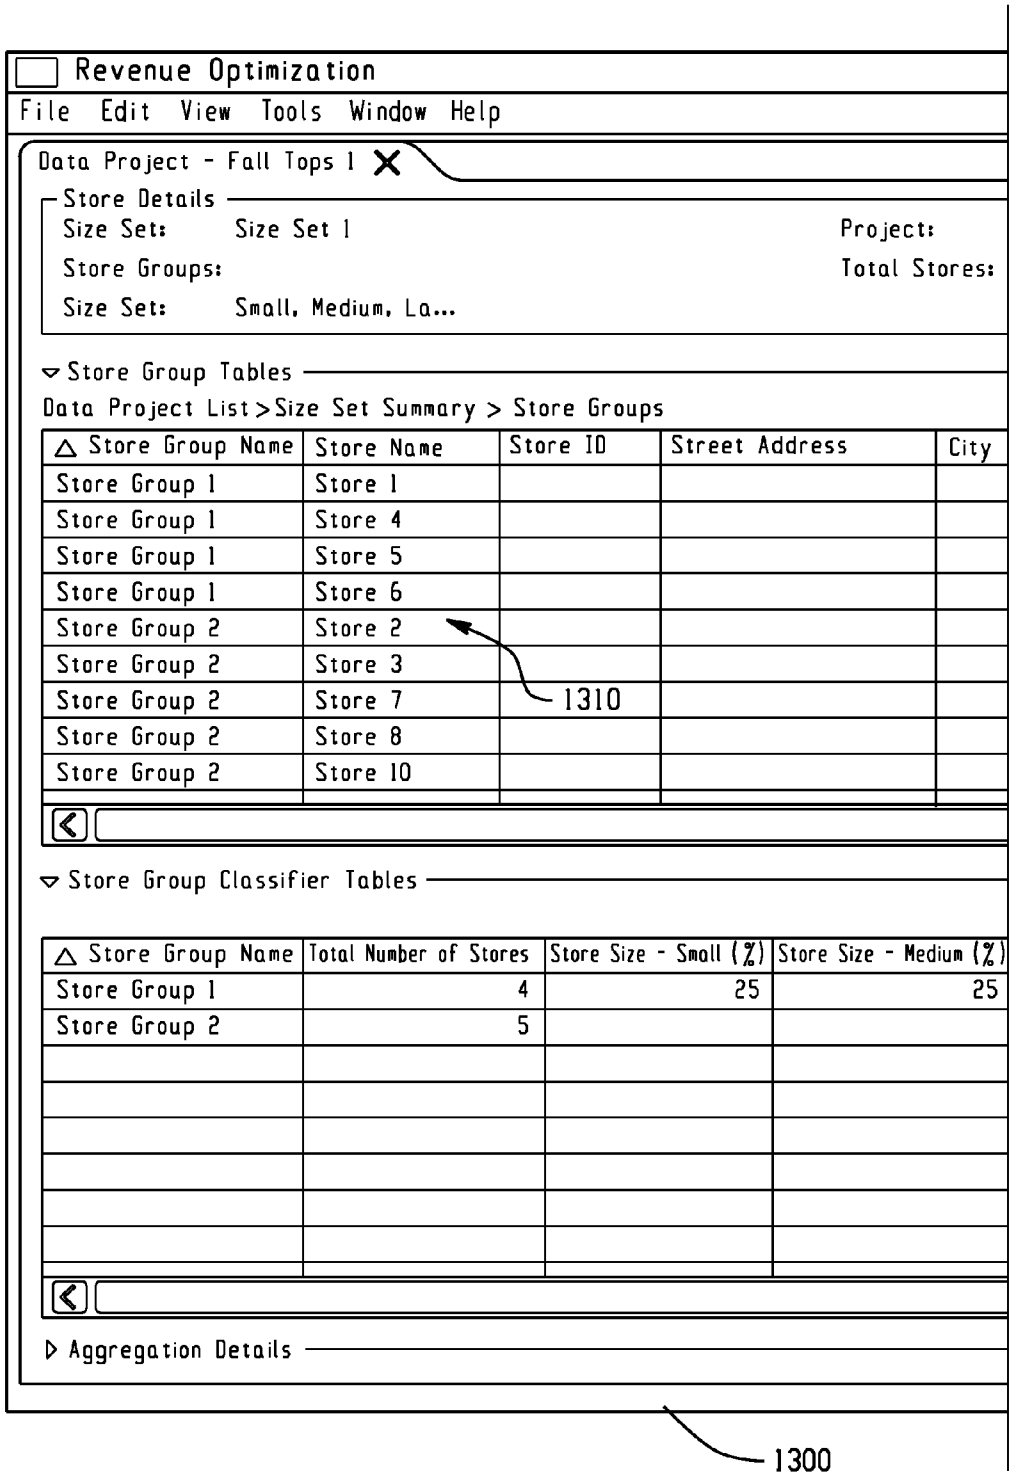 Revenue Optimization
File Edit View Tools Window Help
Data Project - Fall Tops 1 X
Store Details
Size Set: Size Set 1 Project:
Store Groups: Total Stores:
Size Set: Small, Medium, La...
Store Group Tables
Data Project List > Size Set Summary > Store Groups
△ Store Group Name Store Name Store ID Street Address City
Store Group 1 Store 1
Store Group 1 Store 4
Store Group 1 Store 5
Store Group 1 Store 6
Store Group 2 Store 2
Store Group 2 Store 3
Store Group 2 Store 7 1310
Store Group 2 Store 8
Store Group 2 Store 10
Store Group Classifier Tables
△ Store Group Name Total Number of Stores Store Size - Small (%) Store Size - Medium (%)
Store Group 1 4 25 25
Store Group 2 5
Aggregation Details
1300